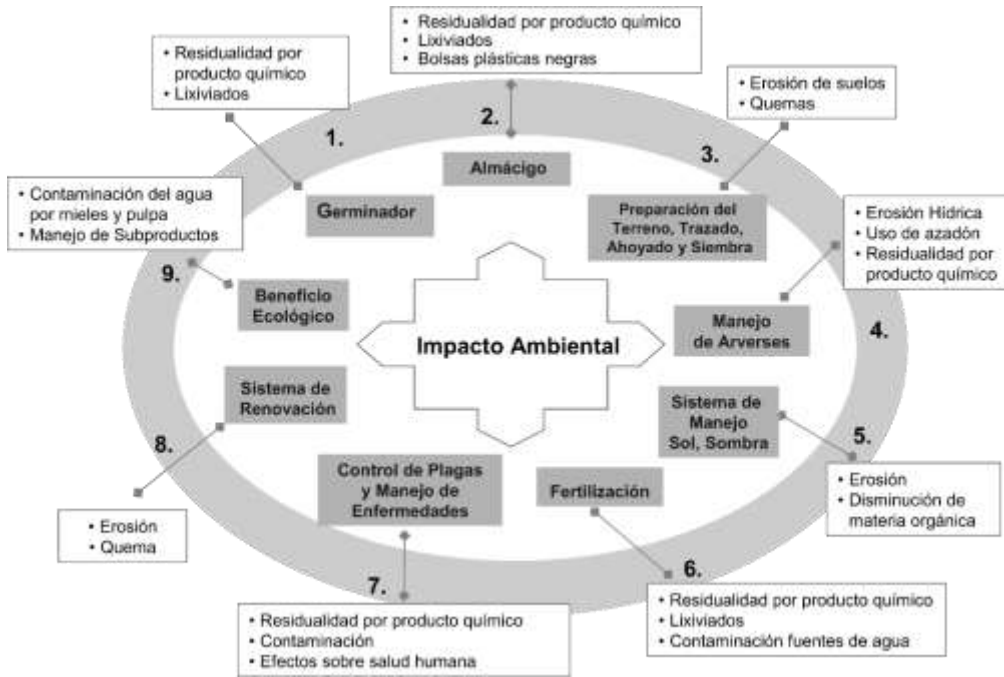 • Residualidad por
producto químico
• Lixiviados
1.
Germinador
• Residualidad por producto químico
• Lixiviados
• Bolsas plásticas negras
2.
Almácigo
• Erosión de suelos
• Quemas
3.
Preparación del
Terreno, Trazado,
Ahoyado y Siembra
• Erosión Hídrica
• Uso de azadón
• Residualidad por
producto químico
4.
Manejo
de Arverses
Sistema de
Manejo
Sol, Sombra
5.
• Erosión
• Disminución de
materia orgánica
Fertilización
6.
• Residualidad por producto químico
• Lixiviados
• Contaminación fuentes de agua
Control de Plagas
y Manejo de
Enfermedades
7.
• Residualidad por producto químico
• Contaminación
• Efectos sobre salud humana
Sistema de
Renovación
8.
• Erosión
• Quema
• Contaminación del agua
por mieles y pulpa
• Manejo de Subproductos
9.
Beneficio
Ecológico
Impacto Ambiental